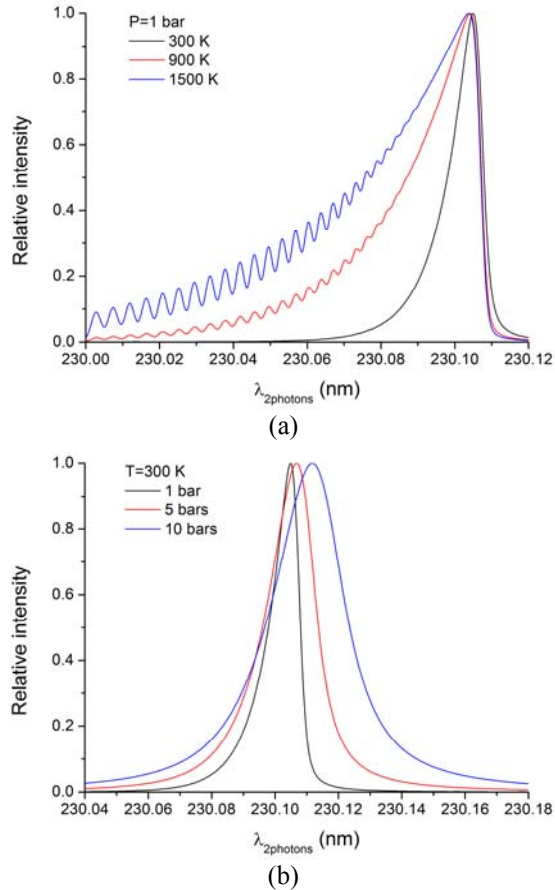 P=1 bar
300 K
900 K
1500 K
Relative intensity
1.0
0.8
0.6
0.4
0.2
0.0
230.00 230.02 230.04 230.06 230.08 230.10 230.12
λ2photons (nm)
(a)
T=300 K
1 bar
5 bars
10 bars
Relative intensity
1.0
0.8
0.6
0.4
0.2
0.0
230.04 230.06 230.08 230.10 230.12 230.14 230.16 230.18
λ2photons (nm)
(b)